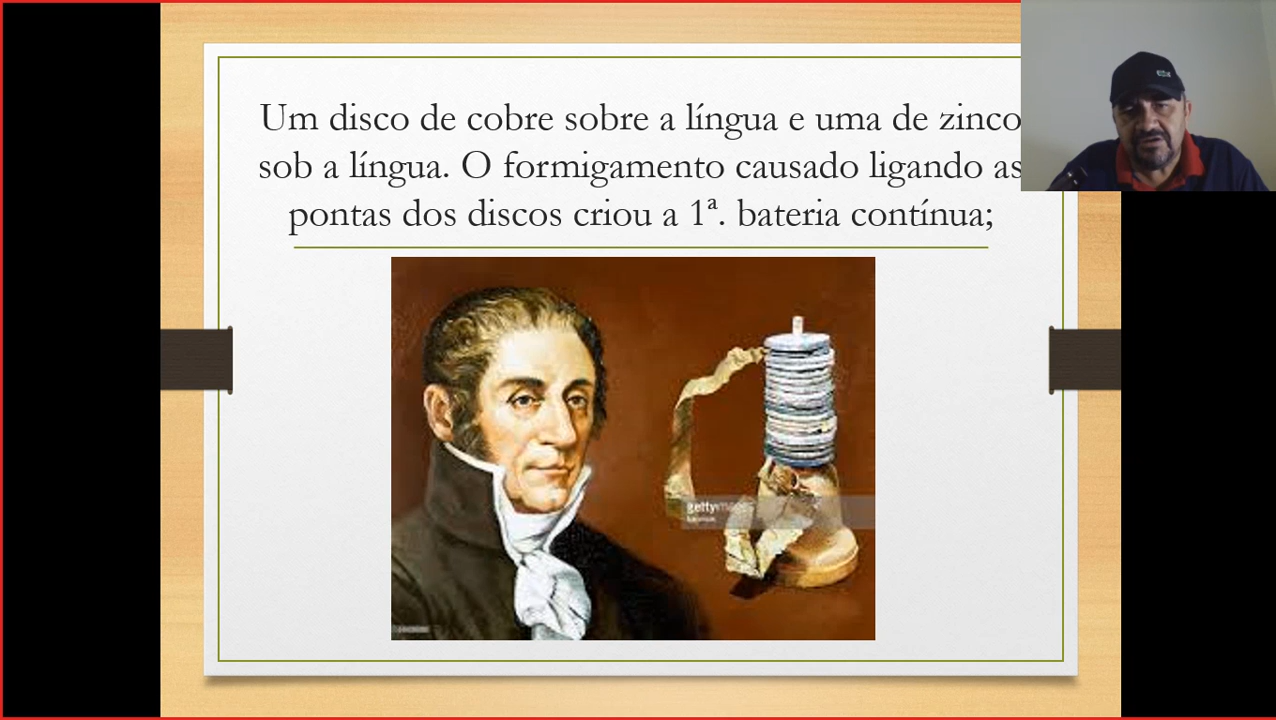 Um disco de cobre sobre a língua e uma de zinco
sob a língua. O formigamento causado ligando as
pontas dos discos criou a 1ª. bateria contínua;